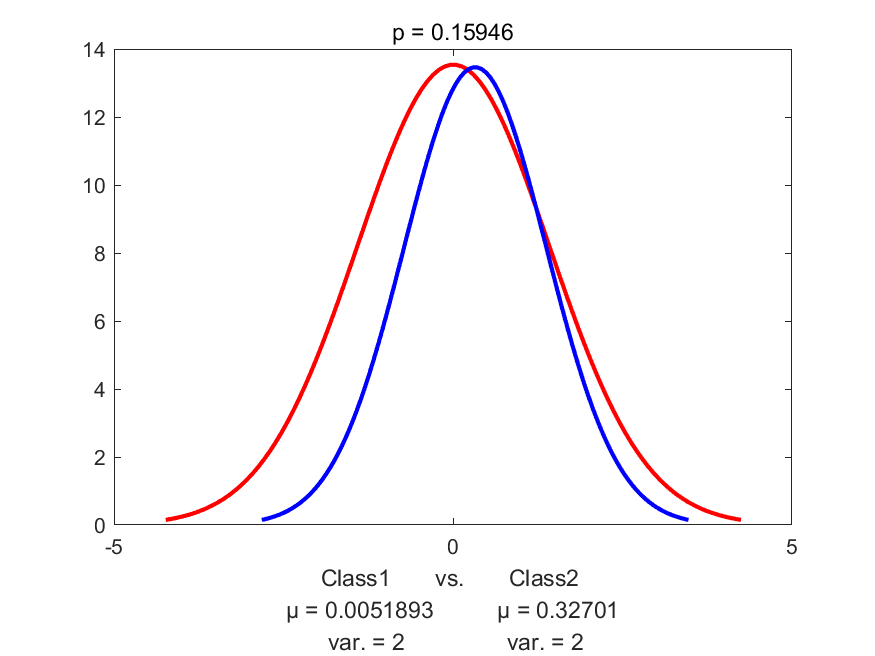 p = 0.15946
14
12
10
8
6
4
2
0
-5 0 5
Class1 vs. Class2
μ = 0.0051893 μ = 0.32701
var. = 2 var. = 2